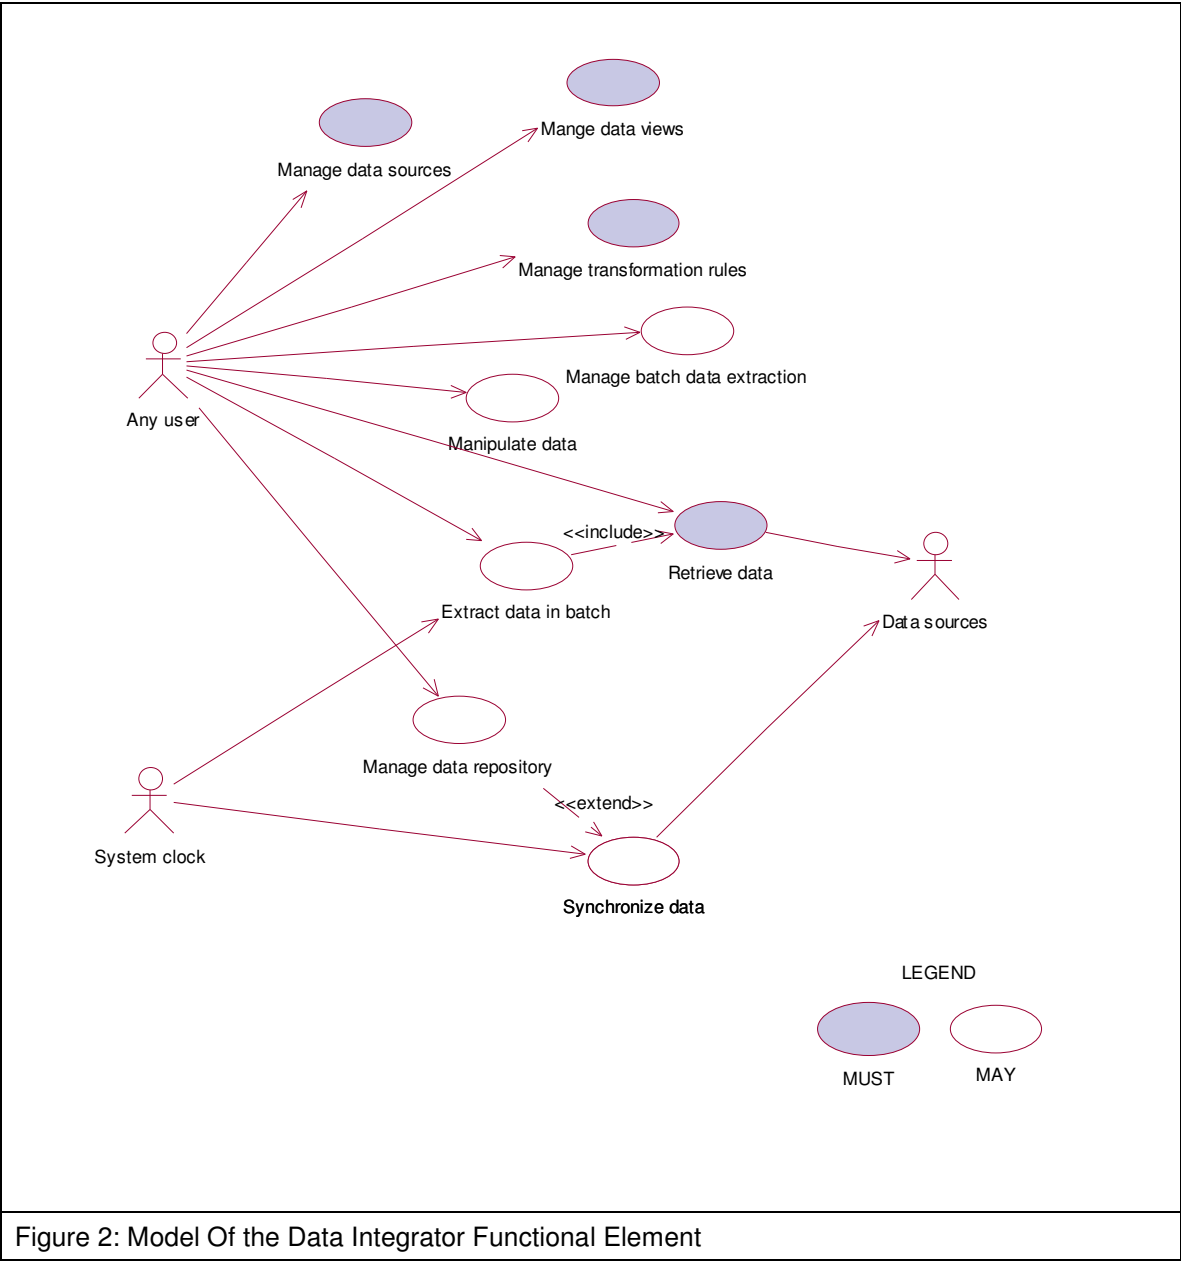 Mange data views
Manage data sources
Manage transformation rules
Manage batch data extraction
Any user
Manipulate data
<<include>>
Retrieve data
Extract data in batch
Data sources
Manage data repository
<<extend>>
System clock
Synchronize data
LEGEND
MUST
MAY
Figure 2: Model Of the Data Integrator Functional Element